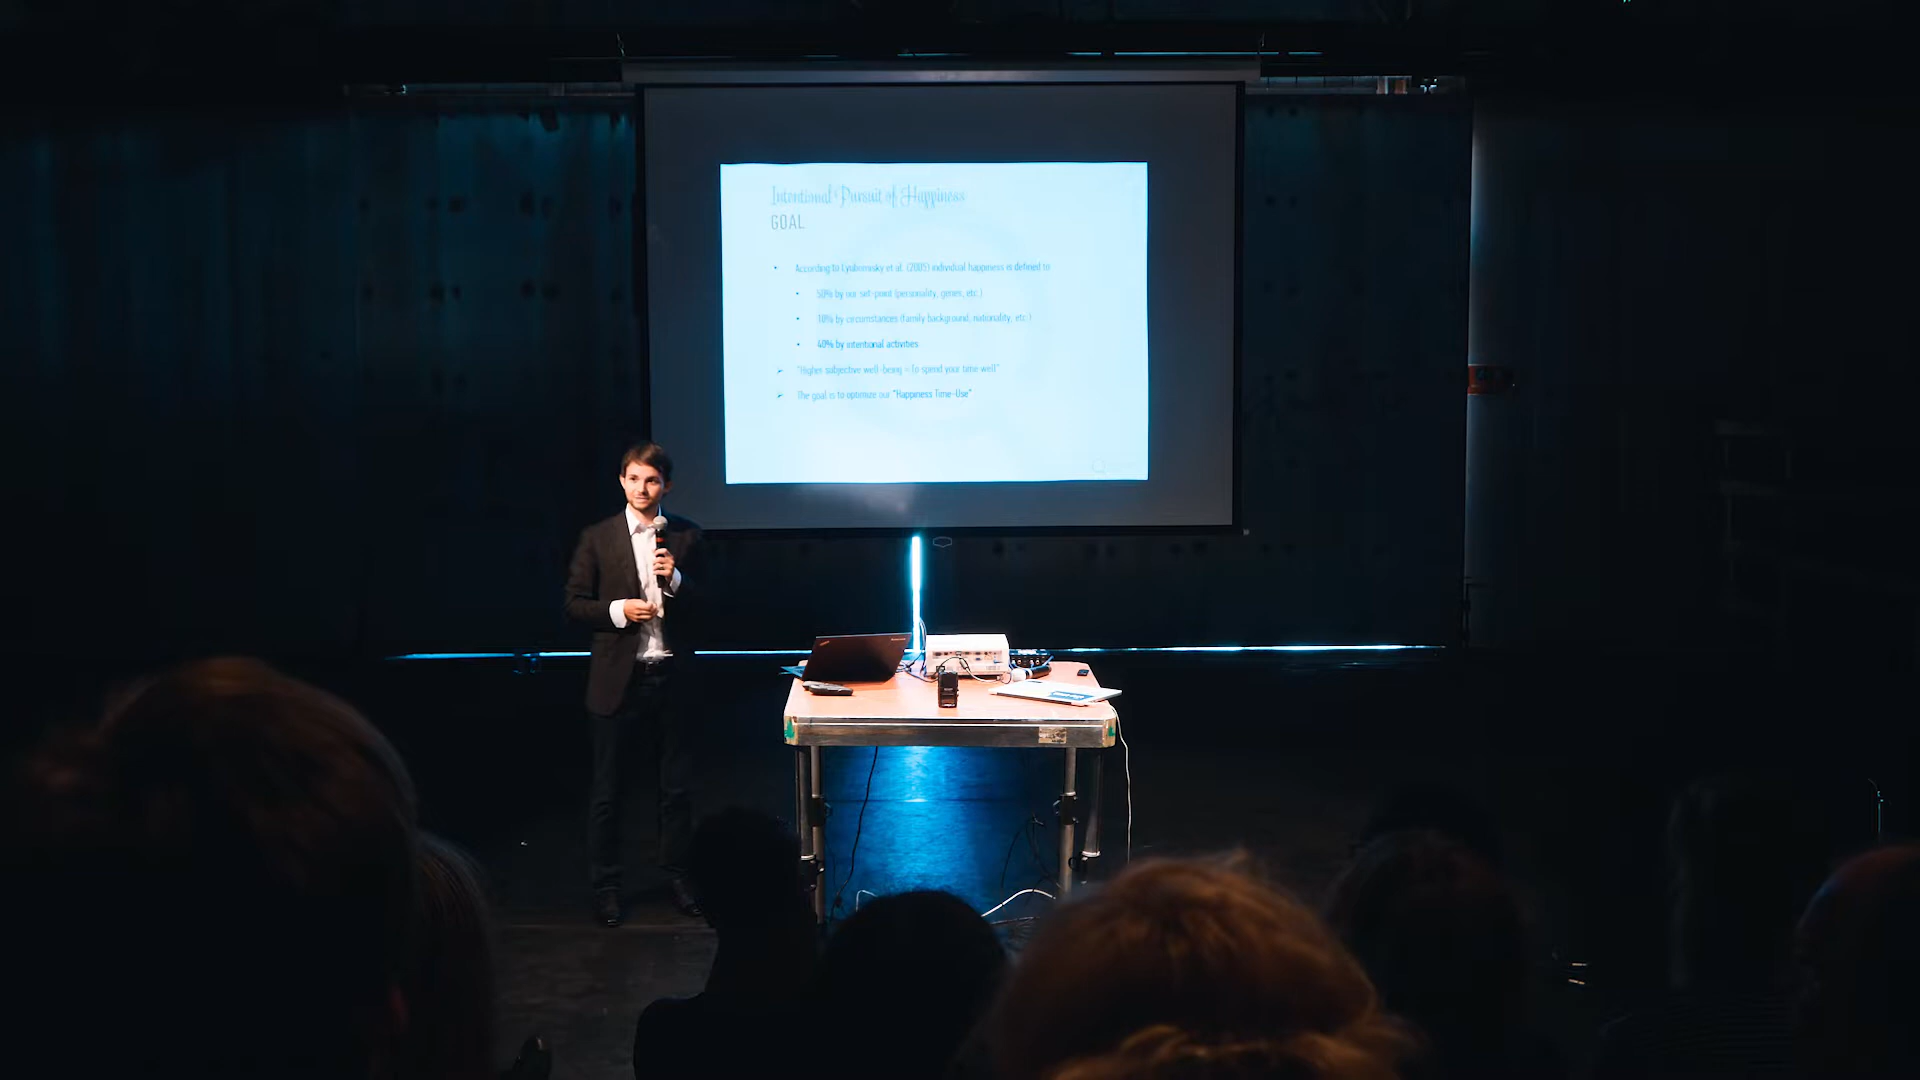 Intentional Pursuit of Happiness
GOAL
• According to Lyubomirsky et al. (2005) individual happiness is defined to
• 50% by our set-point (personality, genes, etc.)
• 10% by circumstances (family background, nationality, etc.)
• 40% by intentional activities
➢ "Higher subjective well-being = To spend your time well"
➢ The goal is to optimize our "Happiness Time-Use"